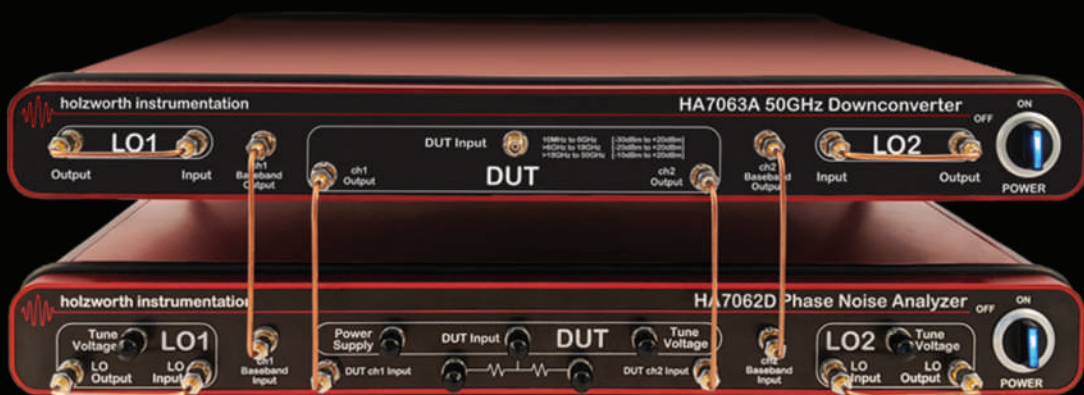 holzworth instrumentation
HA7063A 50GHz Downconverter
ON
OFF
POWER
LO1
Output
Input
ch1
Baseband
Output
DUT Input
10MHz to 6GHz [-30dBm to +20dBm]
>6GHz to 19GHz [-20dBm to +20dBm]
>19GHz to 50GHz [-10dBm to +20dBm]
ch1
Output
DUT
ch2
Output
ch2
Baseband
Output
LO2
Input
Output
holzworth instrumentation
HA7062D Phase Noise Analyzer
ON
OFF
POWER
Tune
Voltage
LO1
LO
Output
LO
Input
ch1
Baseband
Input
Power
Supply
DUT Input
DUT
Tune
Voltage
DUT ch1 Input
DUT ch2 Input
ch2
Baseband
Input
LO2
Tune
Voltage
LO
Input
LO
Output